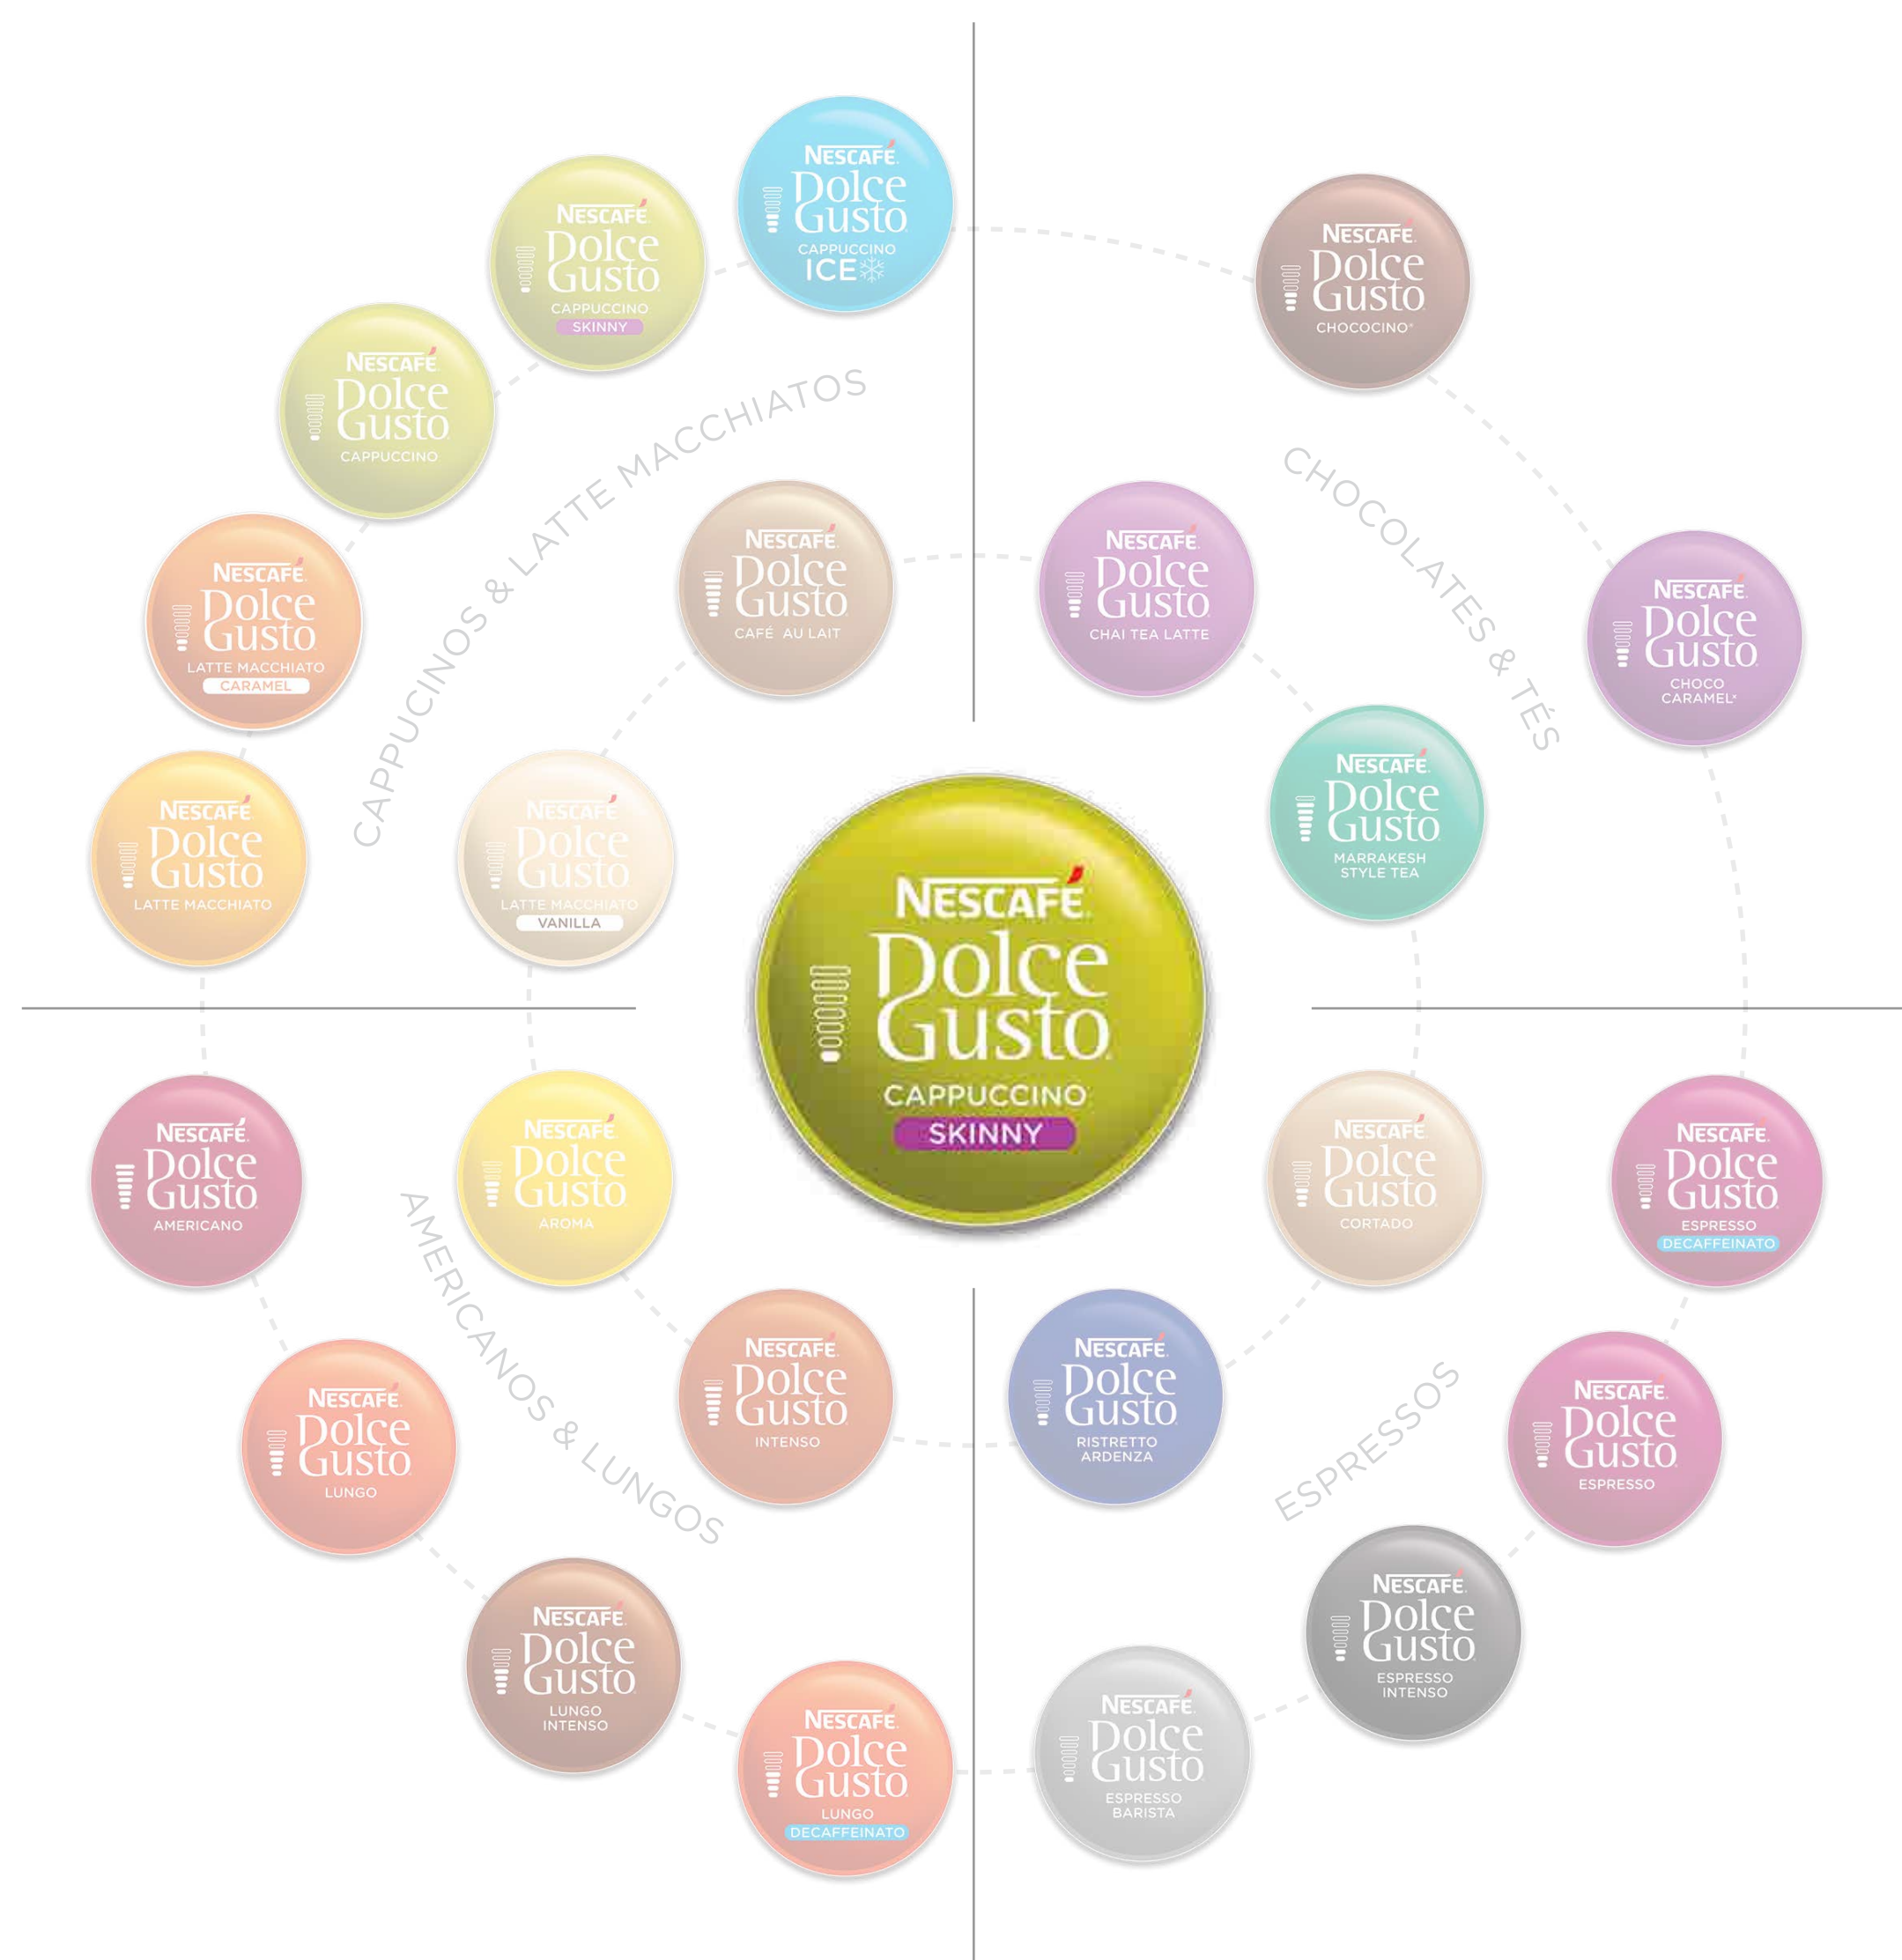 NESCAFÉ.
Dolce
Gusto
CAPPUCCINO
ICE
NESCAFÉ.
Dolce
Gusto
CAPPUCCINO
SKINNY
NESCAFÉ.
Dolce
Gusto
CAPPUCCINO
NESCAFÉ.
Dolce
Gusto
LATTE MACCHIATO
CARAMEL
NESCAFÉ.
Dolce
Gusto
LATTE MACCHIATO
CAPPUCINOS & LATTE MACCHIATOS
NESCAFÉ.
Dolce
Gusto
CAFÉ AU LAIT
NESCAFÉ.
Dolce
Gusto
LATTE MACCHIATO
VANILLA
NESCAFÉ.
Dolce
Gusto
CHOCOCINO®
NESCAFÉ.
Dolce
Gusto
CHOCO
CARAMEL®
CHOCOLATES & TÉS
NESCAFÉ.
Dolce
Gusto
CHAI TEA LATTE
NESCAFÉ.
Dolce
Gusto
MARRAKESH
STYLE TEA
NESCAFÉ.
Dolce
Gusto
CAPPUCCINO
SKINNY
NESCAFÉ.
Dolce
Gusto
AMERICANO
NESCAFÉ.
Dolce
Gusto
AROMA
NESCAFÉ.
Dolce
Gusto
INTENSO
AMERICANOS & LUNGOS
NESCAFÉ.
Dolce
Gusto
LUNGO
NESCAFÉ.
Dolce
Gusto
LUNGO
INTENSO
NESCAFÉ.
Dolce
Gusto
LUNGO
DECAFFEINATO
NESCAFÉ.
Dolce
Gusto
CORTADO
NESCAFÉ.
Dolce
Gusto
ESPRESSO
DECAFFEINATO
NESCAFÉ.
Dolce
Gusto
RISTRETTO
ARDENZA
ESPRESSOS
NESCAFÉ.
Dolce
Gusto
ESPRESSO
NESCAFÉ.
Dolce
Gusto
ESPRESSO
INTENSO
NESCAFÉ.
Dolce
Gusto
ESPRESSO
BARISTA